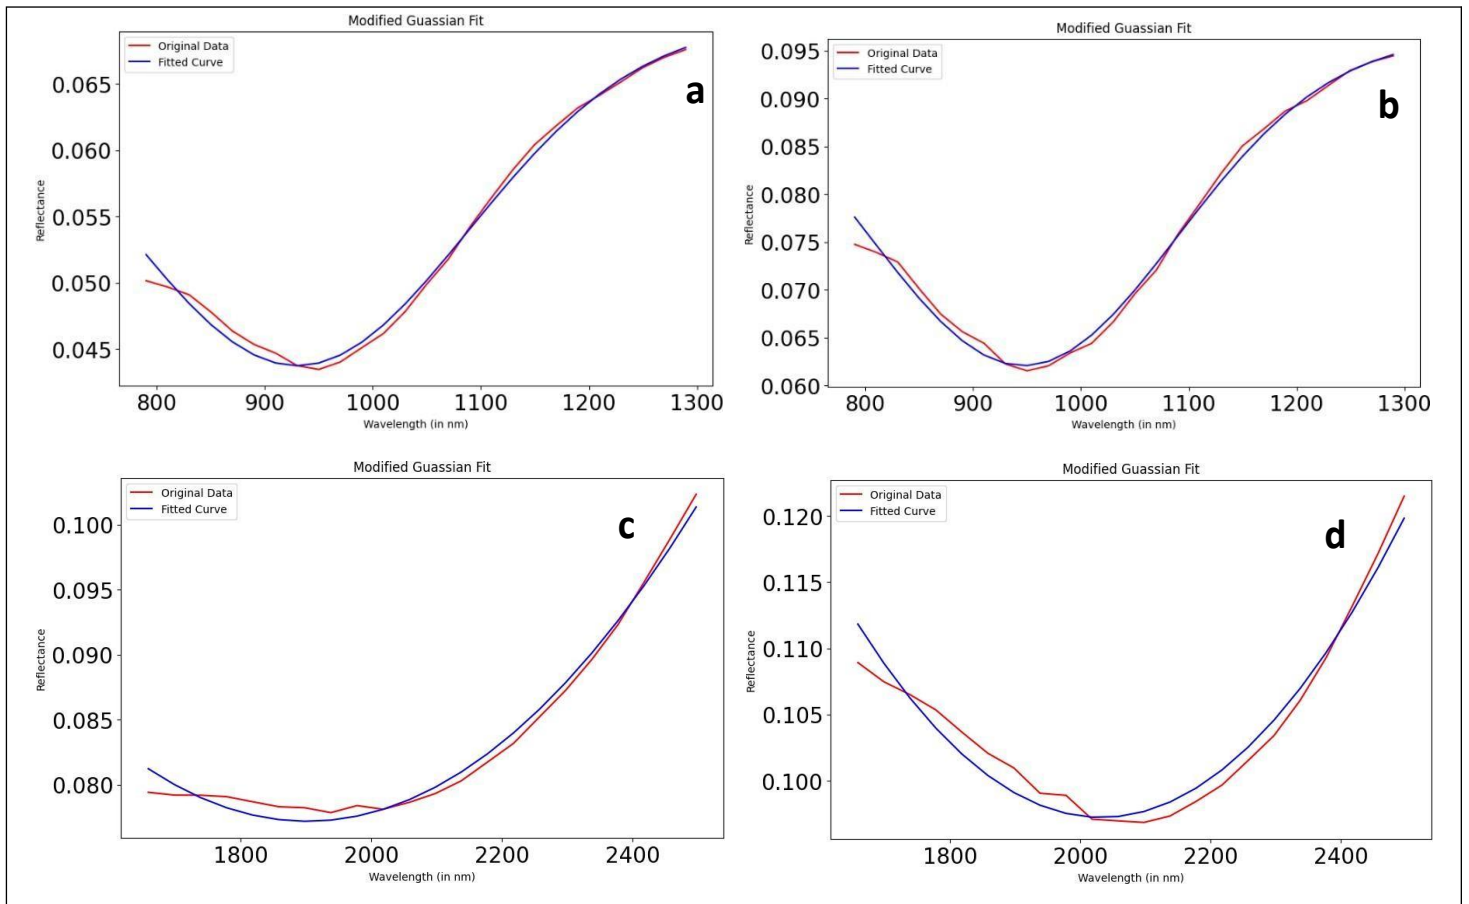 Modified Guassian Fit
Original Data
Fitted Curve
a
0.065
0.060
0.055
0.050
0.045
Reflectance
800 900 1000 1100 1200 1300
Wavelength (in nm)
Modified Guassian Fit
Original Data
Fitted Curve
b
0.095
0.090
0.085
0.080
0.075
0.070
0.065
0.060
Reflectance
800 900 1000 1100 1200 1300
Wavelength (in nm)
Modified Guassian Fit
Original Data
Fitted Curve
c
0.100
0.095
0.090
0.085
0.080
Reflectance
1800 2000 2200 2400
Wavelength (in nm)
Modified Guassian Fit
Original Data
Fitted Curve
d
0.120
0.115
0.110
0.105
0.100
Reflectance
1800 2000 2200 2400
Wavelength (in nm)